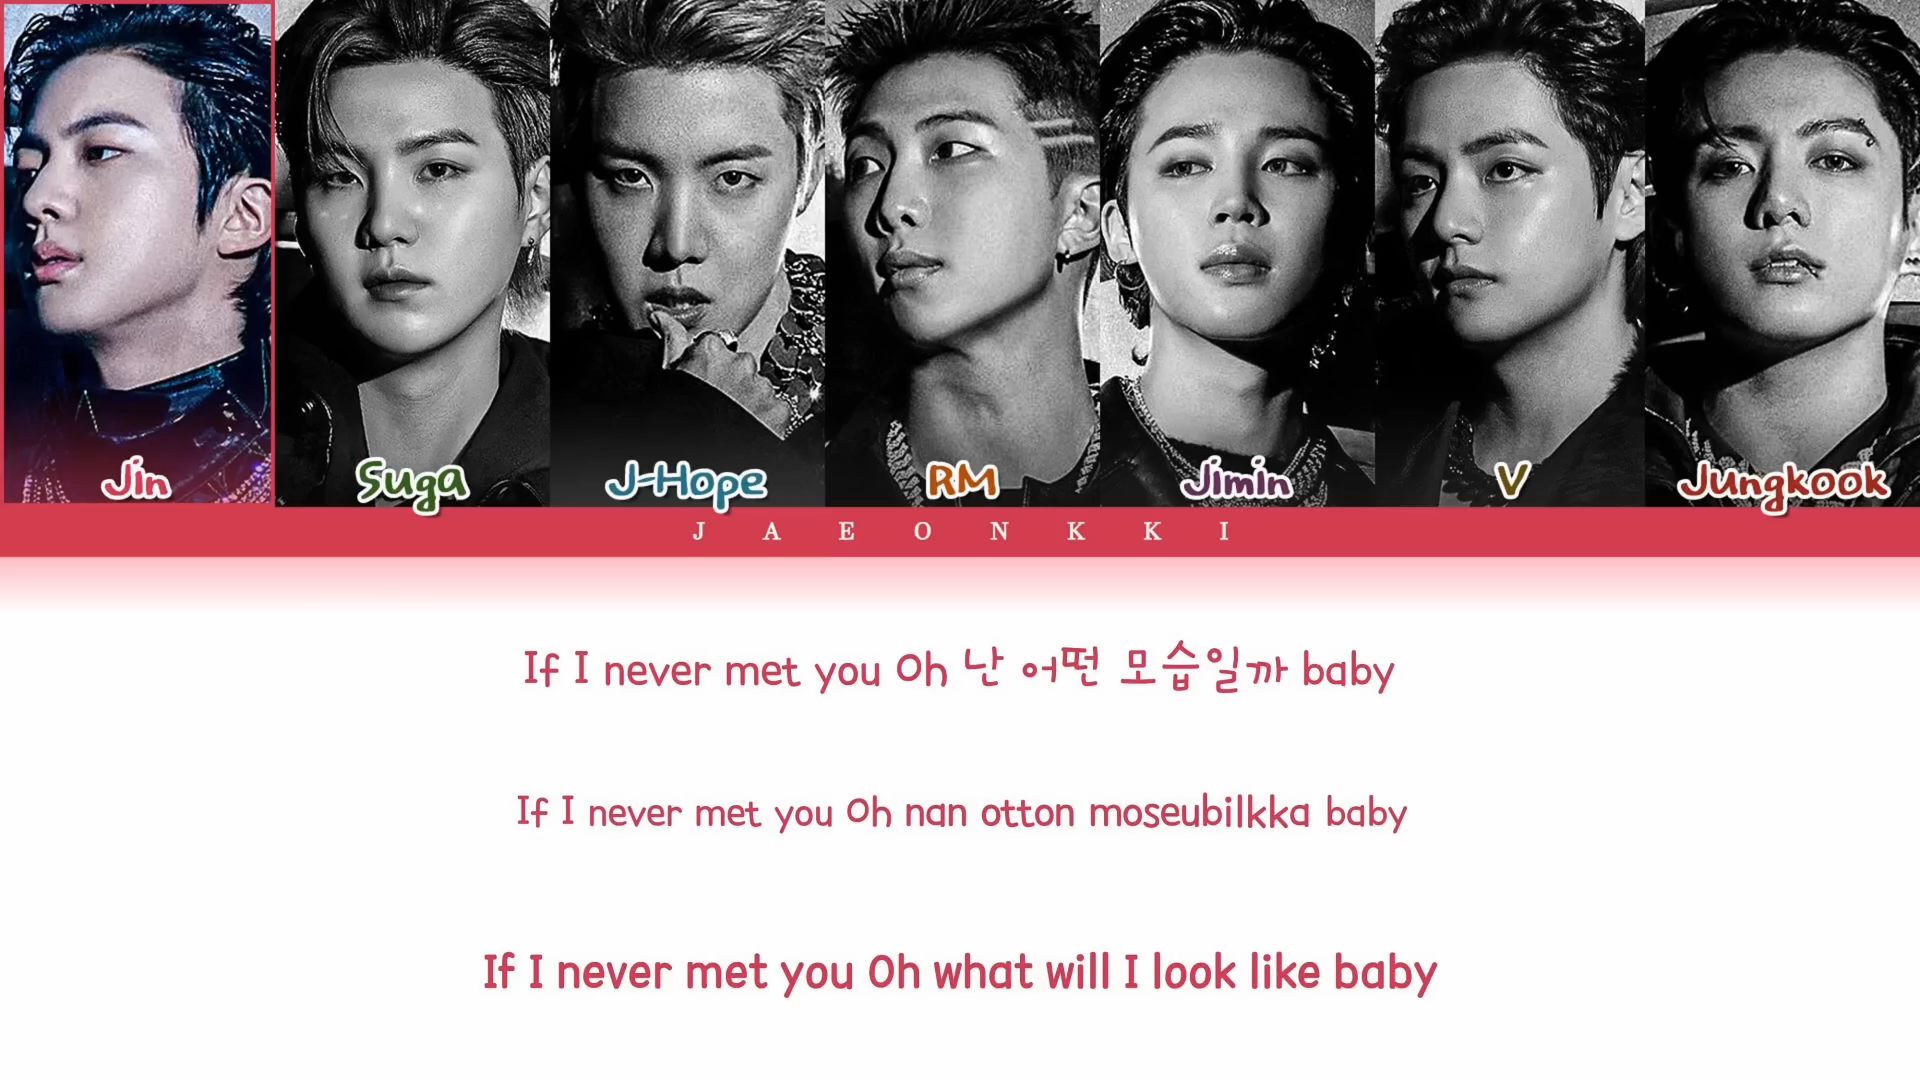 Jin
Suga
J-Hope
RM
Jimin
V
Jungkook
JAEONKKI
If I never met you Oh 난 어떤 모습일까 baby
If I never met you Oh nan otton moseubilkka baby
If I never met you Oh what will I look like baby